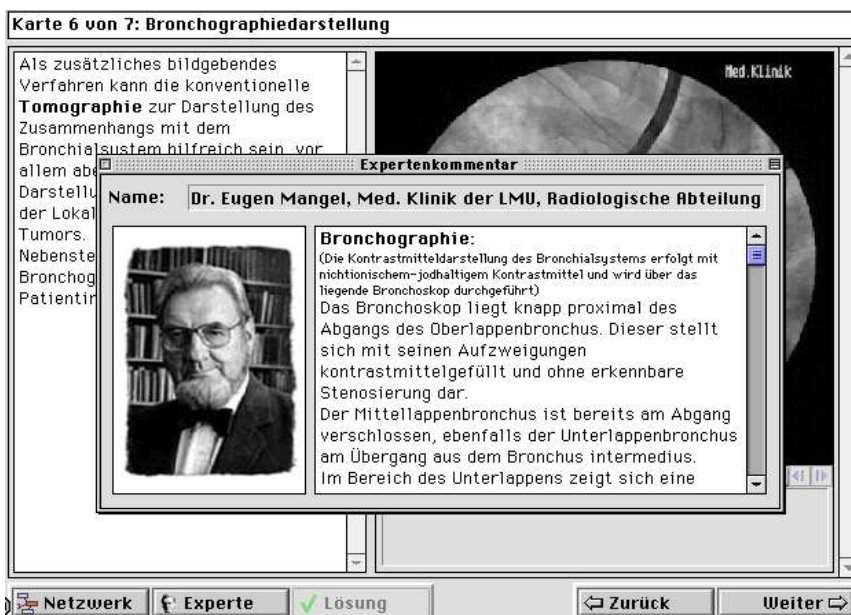 Karte 6 von 7: Bronchographiedarstellung
Als zusätzliches bildgebendes
Verfahren kann die konventionelle
Tomographie zur Darstellung des
Zusammenhangs mit dem
Bronchialsystem hilfreich sein, vor
allem abe
Darstellu
der Lokal
Tumors.
Nebenste
Bronchog
Patientin
Med.Klinik
Expertenkommentar
Name: Dr. Eugen Mangel, Med. Klinik der LMU, Radiologische Abteilung
Bronchographie:
(Die Kontrastmitteldarstellung des Bronchialsystems erfolgt mit
nichtionischem-jodhaltigem Kontrastmittel und wird über das
liegende Bronchoskop durchgeführt)
Das Bronchoskop liegt knapp proximal des
Abgangs des Oberlappenbronchus. Dieser stellt
sich mit seinen Aufzweigungen
kontrastmittelgefüllt und ohne erkennbare
Stenosierung dar.
Der Mittellappenbronchus ist bereits am Abgang
verschlossen, ebenfalls der Unterlappenbronchus
am Übergang aus dem Bronchus intermedius.
Im Bereich des Unterlappens zeigt sich eine
Netzwerk Experte Lösung Zurück Weiter